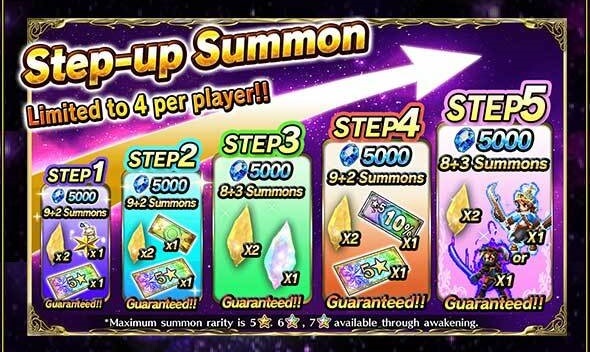 Step-up Summon
Limited to 4 per player!!
STEP1
5000
9+2 Summons
X2
X1
5☆
X1
Guaranteed!!
STEP2
5000
9+2 Summons
X2
X1
5☆
X1
Guaranteed!!
STEP3
5000
8+3 Summons
X2
X1
Guaranteed!!
STEP4
5000
9+2 Summons
X2
10%
X1
5☆
X1
Guaranteed!!
STEP5
5000
8+3 Summons
X2
or
X1
Guaranteed!!
*Maximum summon rarity is 5☆ 6☆, 7☆ available through awakening.